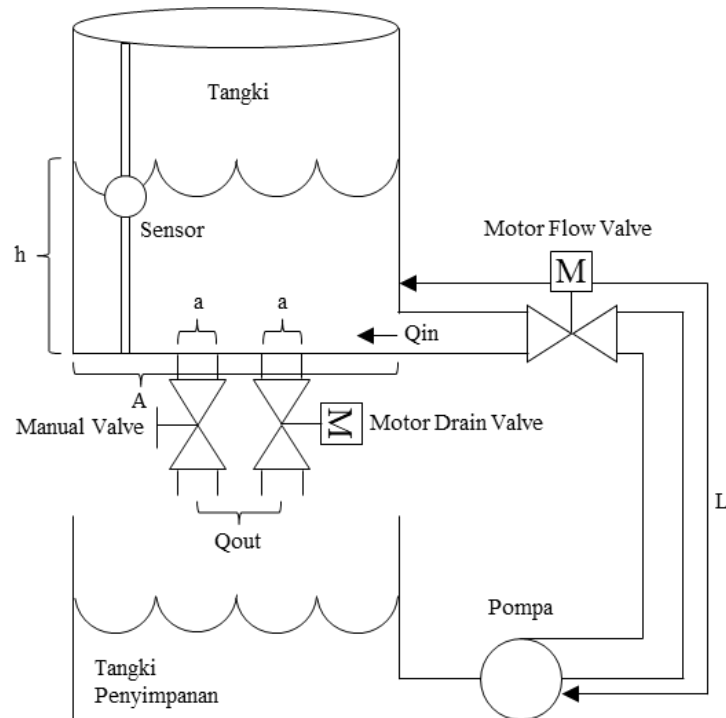 Tangki
Sensor
h
Motor Flow Valve
M
a
a
Qin
A
Manual Valve
M
Motor Drain Valve
L
Qout
Pompa
Tangki
Penyimpanan